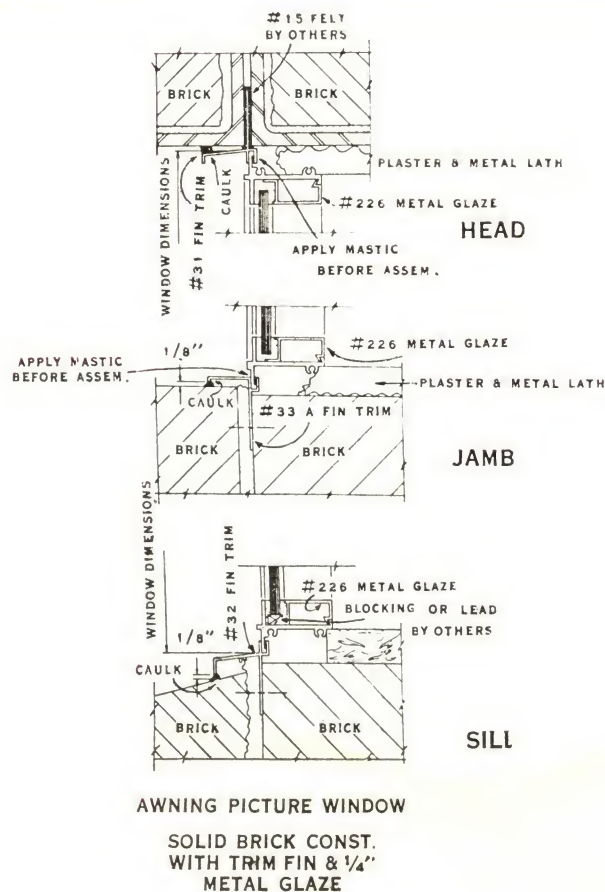 #15 FELT
BY OTHERS
BRICK
BRICK
PLASTER & METAL LATH
WINDOW DIMENSIONS
#31 FIN TRIM
CAULK
#226 METAL GLAZE
HEAD
APPLY MASTIC
BEFORE ASSEM.
#226 METAL GLAZE
1/8"
APPLY MASTIC
BEFORE ASSEM.
PLASTER & METAL LATH
CAULK
#33 A FIN TRIM
BRICK
BRICK
JAMB
WINDOW DIMENSIONS
#32 FIN TRIM
#226 METAL GLAZE
BLOCKING OR LEAD
BY OTHERS
1/8"
CAULK
BRICK
BRICK
SILL
AWNING PICTURE WINDOW
SOLID BRICK CONST.
WITH TRIM FIN & 1/4"
METAL GLAZE